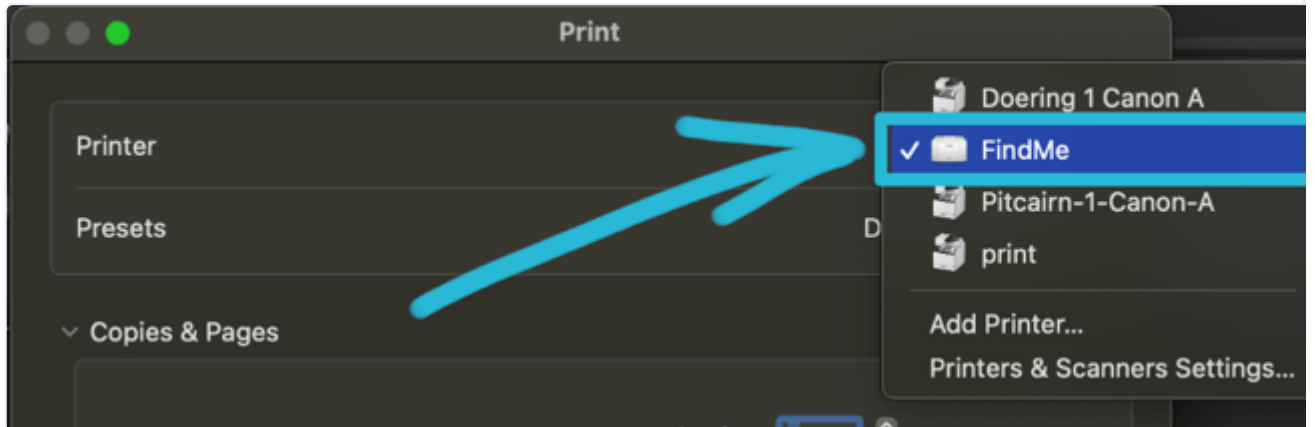 Print
Printer
Presets
D
Copies & Pages
Doering 1 Canon A
✓ FindMe
Pitcairn-1-Canon-A
print
Add Printer...
Printers & Scanners Settings...